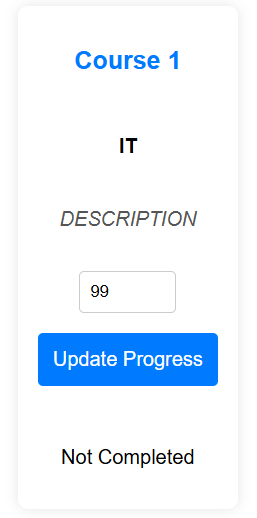 Course 1
IT
DESCRIPTION
99
Update Progress
Not Completed